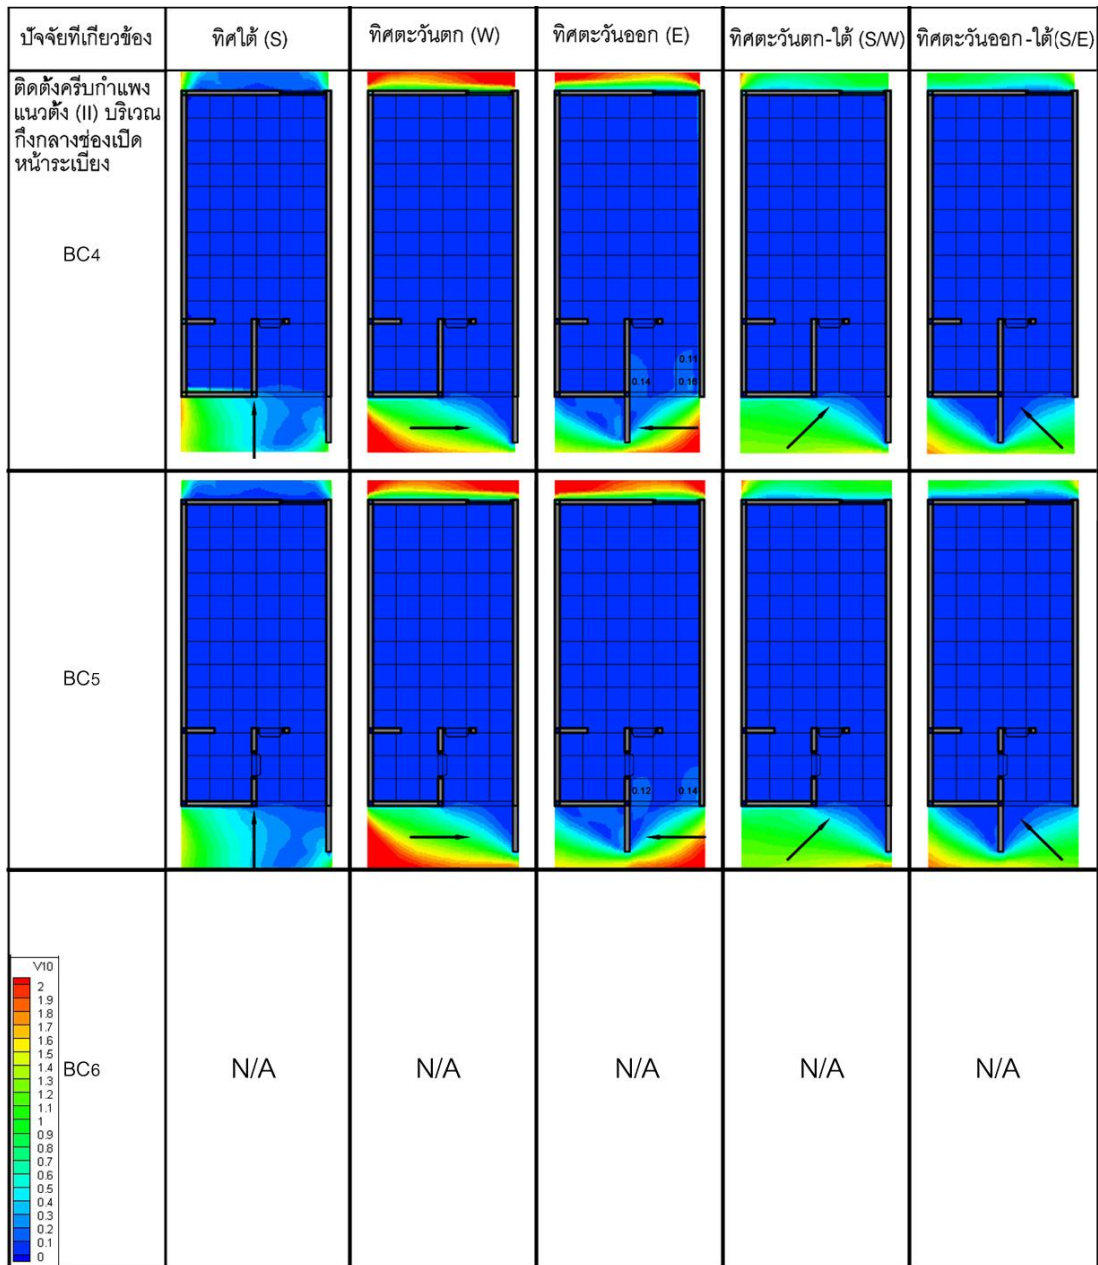 ปัจจัยที่เกี่ยวข้อง
ทิศใต้ (S)
ทิศตะวันตก (W)
ทิศตะวันออก (E)
ทิศตะวันตก-ใต้ (S/W)
ทิศตะวันออก-ใต้(S/E)
ติดตั้งครีบกำแพง
แนวตั้ง (II) บริเวณ
กึ่งกลางช่องเปิด
หน้าระเบียง
BC4
0.11
0.14
0.16
BC5
0.12
0.14
V10
2
1.9
1.8
1.7
1.6
1.5
1.4
1.3
1.2
1.1
1
0.9
0.8
0.7
0.6
0.5
0.4
0.3
0.2
0.1
0
BC6
N/A
N/A
N/A
N/A
N/A